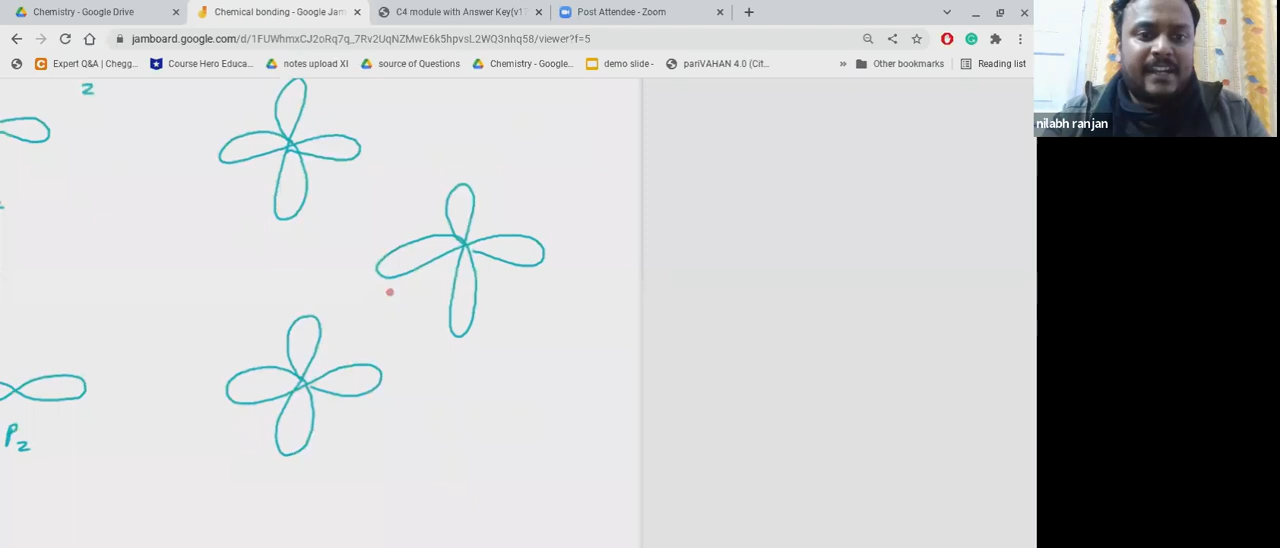 Chemistry - Google Drive
Chemical bonding - Google Jam
C4 module with Answer Key(v1
Post Attendee - Zoom
jamboard.google.com/d/1FUWhmxCJ2oRq7q_7Rv2UqNZMwE6k5hpvsL2WQ3nhq58/viewer?f=5
Expert Q&A | Chegg...
Course Hero Educa...
notes upload XI
source of Questions
Chemistry - Google...
demo slide -
pariVAHAN 4.0 (Cit...
»
Other bookmarks
Reading list
nilabh ranjan
z
Pz